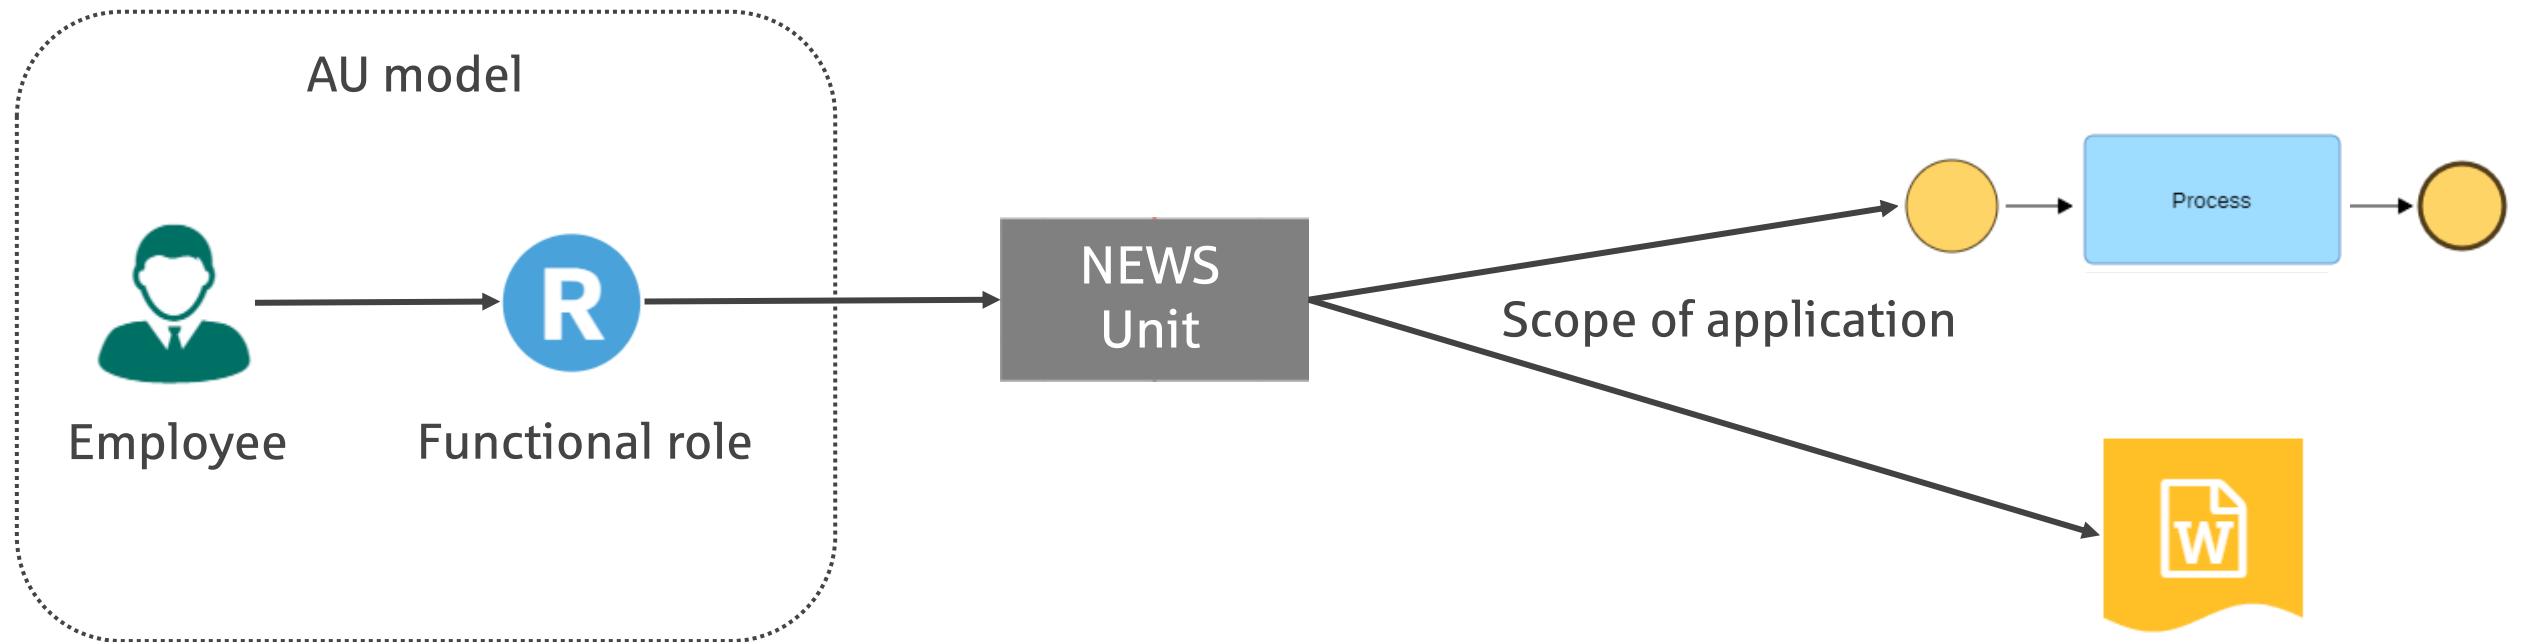 AU model
R
Employee
Functional role
NEWS
Unit
Scope of application
Process
W